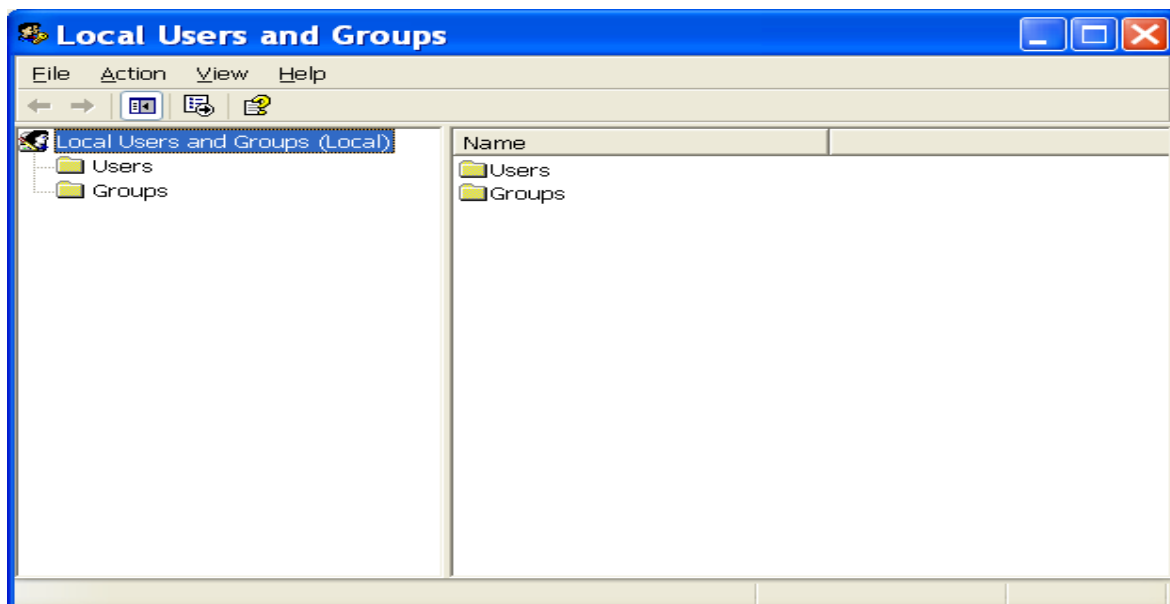 Local Users and Groups
File Action View Help
Local Users and Groups (Local)
Users
Groups
Name
Users
Groups